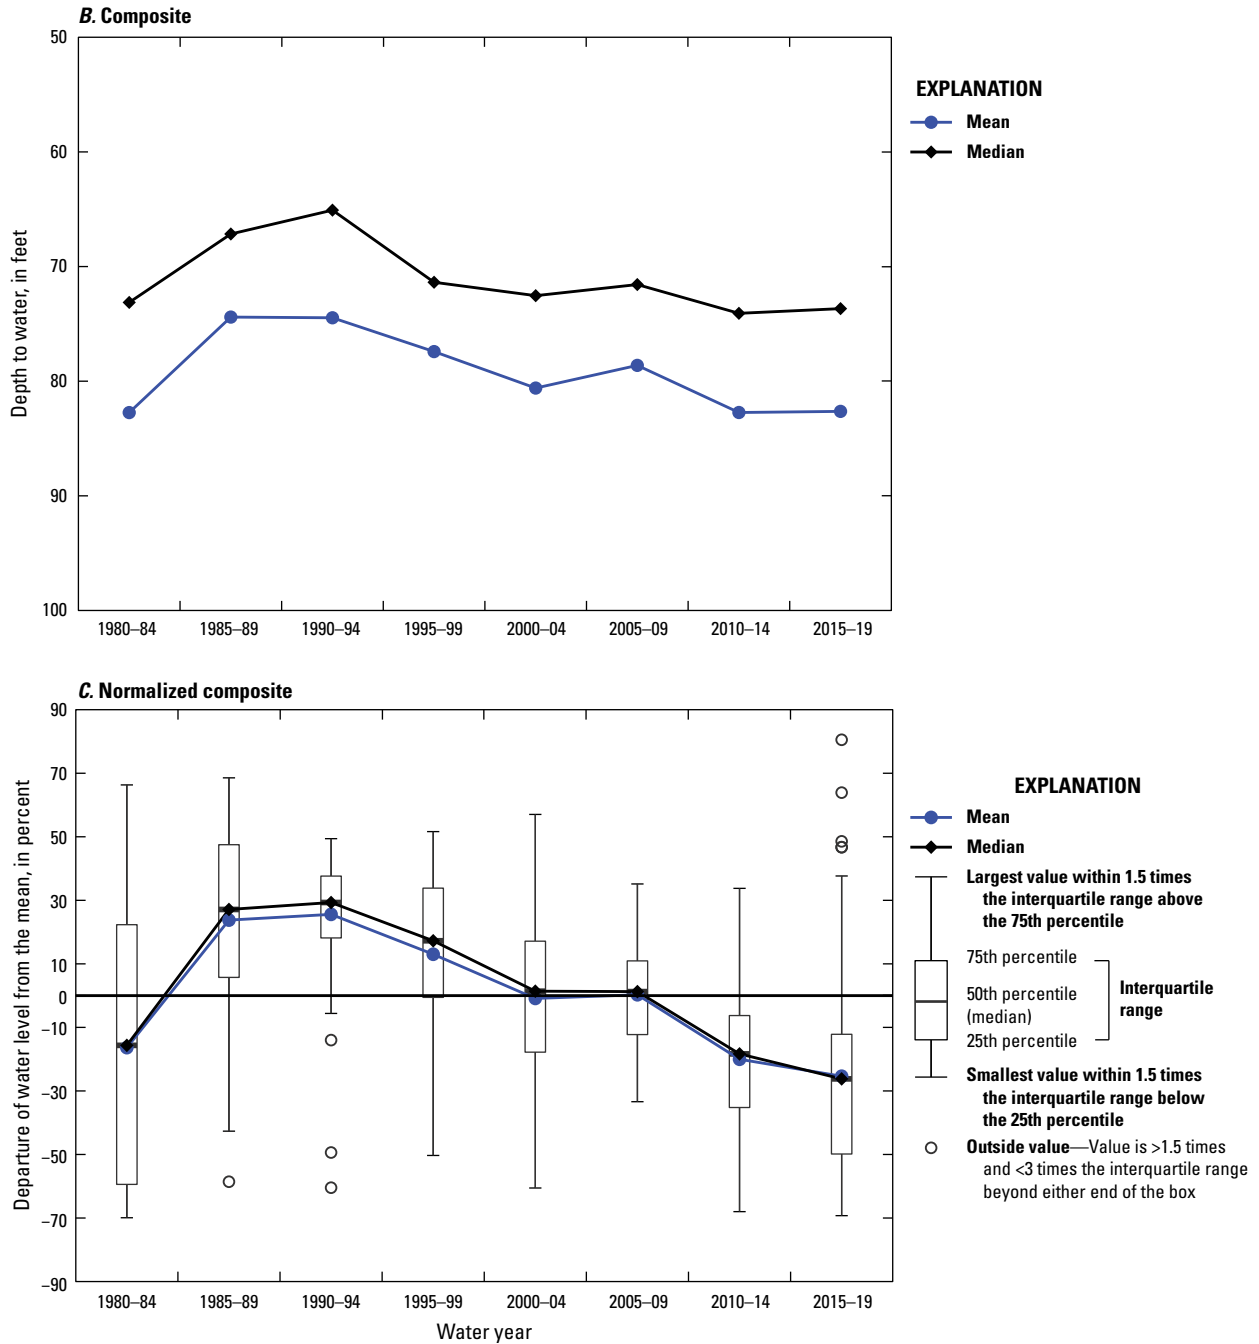 B. Composite
50
60
70
80
90
100
Depth to water, in feet
1980–84 1985–89 1990–94 1995–99 2000–04 2005–09 2010–14 2015–19
EXPLANATION
Mean
Median
C. Normalized composite
90
70
50
30
10
0
–10
–30
–50
–70
–90
Departure of water level from the mean, in percent
1980–84 1985–89 1990–94 1995–99 2000–04 2005–09 2010–14 2015–19
Water year
EXPLANATION
Mean
Median
Largest value within 1.5 times
the interquartile range above
the 75th percentile
75th percentile
50th percentile
(median)
25th percentile
Interquartile
range
Smallest value within 1.5 times
the interquartile range below
the 25th percentile
Outside value—Value is >1.5 times
and <3 times the interquartile range
beyond either end of the box